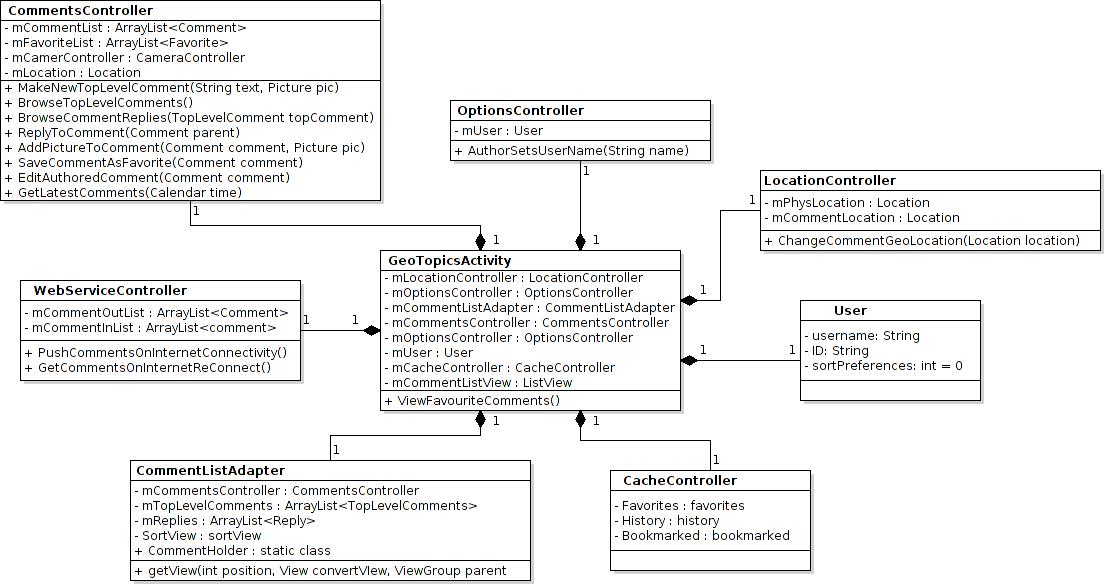 CommentsController
- mCommentList : ArrayList<Comment>
- mFavoriteList : ArrayList<Favorite>
- mCamerController : CameraController
- mLocation : Location
+ MakeNewTopLevelComment(String text, Picture pic)
+ BrowseTopLevelComments()
+ BrowseCommentReplies(TopLevelComment topComment)
+ ReplyToComment(Comment parent)
+ AddPictureToComment(Comment comment, Picture pic)
+ SaveCommentAsFavorite(Comment comment)
+ EditAuthoredComment(Comment comment)
+ GetLatestComments(Calendar time)
1
1
OptionsController
- mUser : User
+ AuthorSetsUserName(String name)
1
1
LocationController
- mPhysLocation : Location
- mCommentLocation : Location
+ ChangeCommentGeoLocation(Location location)
1
1
GeoTopicsActivity
- mLocationController : LocationController
- mOptionsController : OptionsController
- mCommentListAdapter : CommentListAdapter
- mCommentsController : CommentsController
- mOptionsController : OptionsController
- mUser : User
- mCacheController : CacheController
- mCommentListView : ListView
+ ViewFavouriteComments()
WebServiceController
- mCommentOutList : ArrayList<Comment>
- mCommentInList : ArrayList<comment>
+ PushCommentsOnInternetConnectivity()
+ GetCommentsOnInternetReConnect()
1
1
User
- username: String
- ID: String
- sortPreferences: int = 0
1
1
1
1
CommentListAdapter
- mCommentsController : CommentsController
- mTopLevelComments : ArrayList<TopLevelComments>
- mReplies : ArrayList<Reply>
- SortView : sortView
+ CommentHolder : static class
+ getView(int position, View convertVIew, ViewGroup parent
1
1
CacheController
- Favorites : favorites
- History : history
- Bookmarked : bookmarked